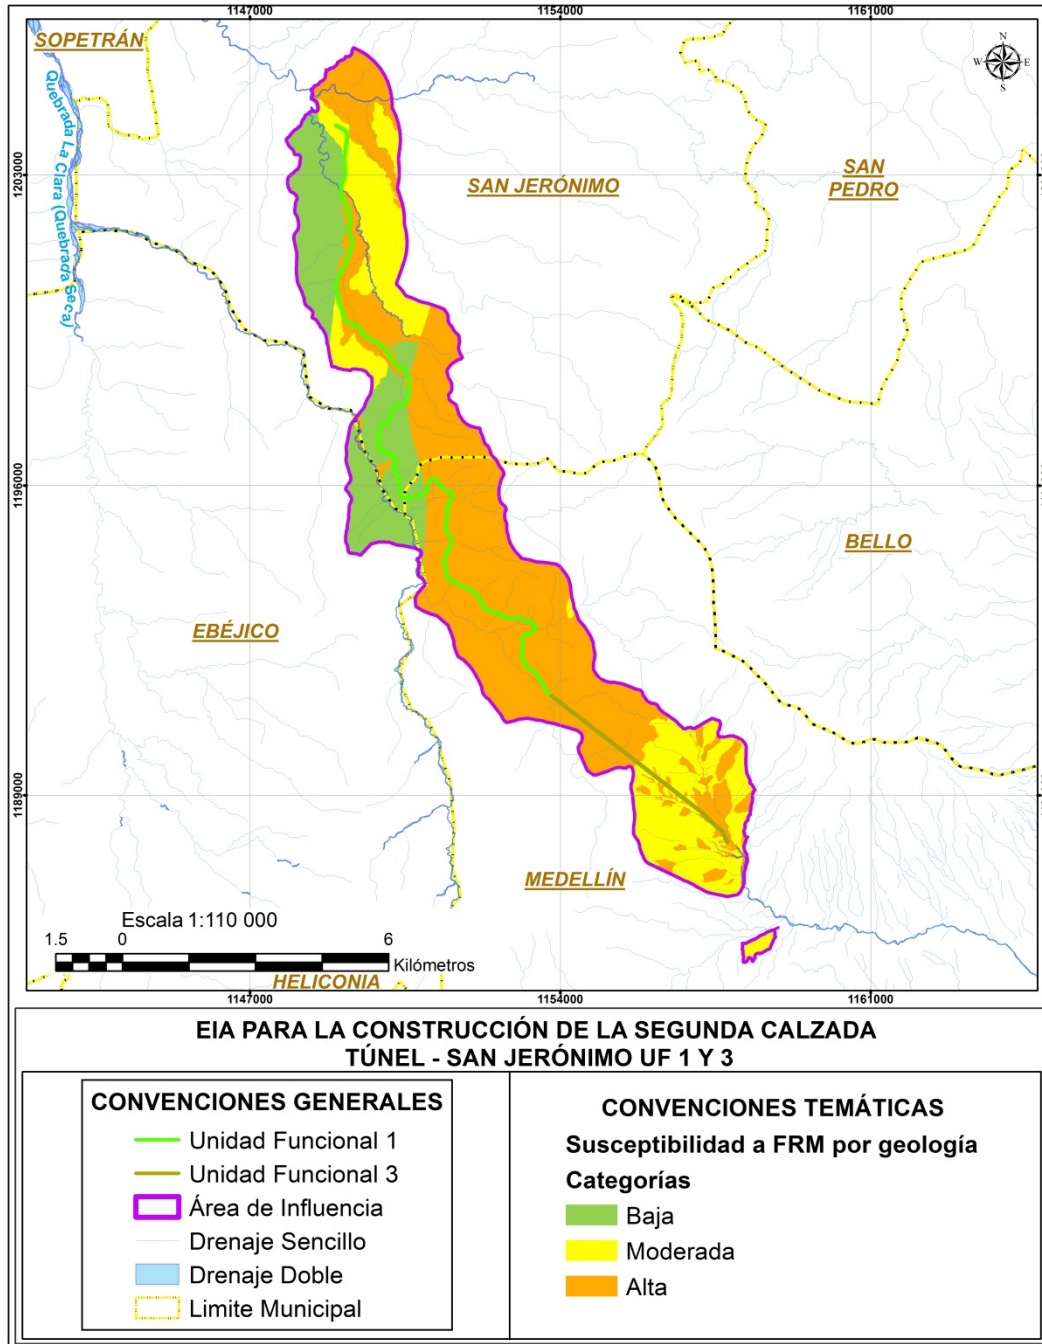 1147000 1154000 1161000
SOPETRÁN
N
W E
S
Quebrada La Clara (Quebrada Seca)
1203000
SAN JERÓNIMO
SAN
PEDRO
1196000
BELLO
EBÉJICO
1189000
MEDELLÍN
Escala 1:110 000
1.5 0 6
Kilómetros
HELICONIA
1147000 1154000 1161000
EIA PARA LA CONSTRUCCIÓN DE LA SEGUNDA CALZADA
TÚNEL - SAN JERÓNIMO UF 1 Y 3
CONVENCIONES GENERALES
Unidad Funcional 1
Unidad Funcional 3
Área de Influencia
Drenaje Sencillo
Drenaje Doble
Limite Municipal
CONVENCIONES TEMÁTICAS
Susceptibilidad a FRM por geología
Categorías
Baja
Moderada
Alta